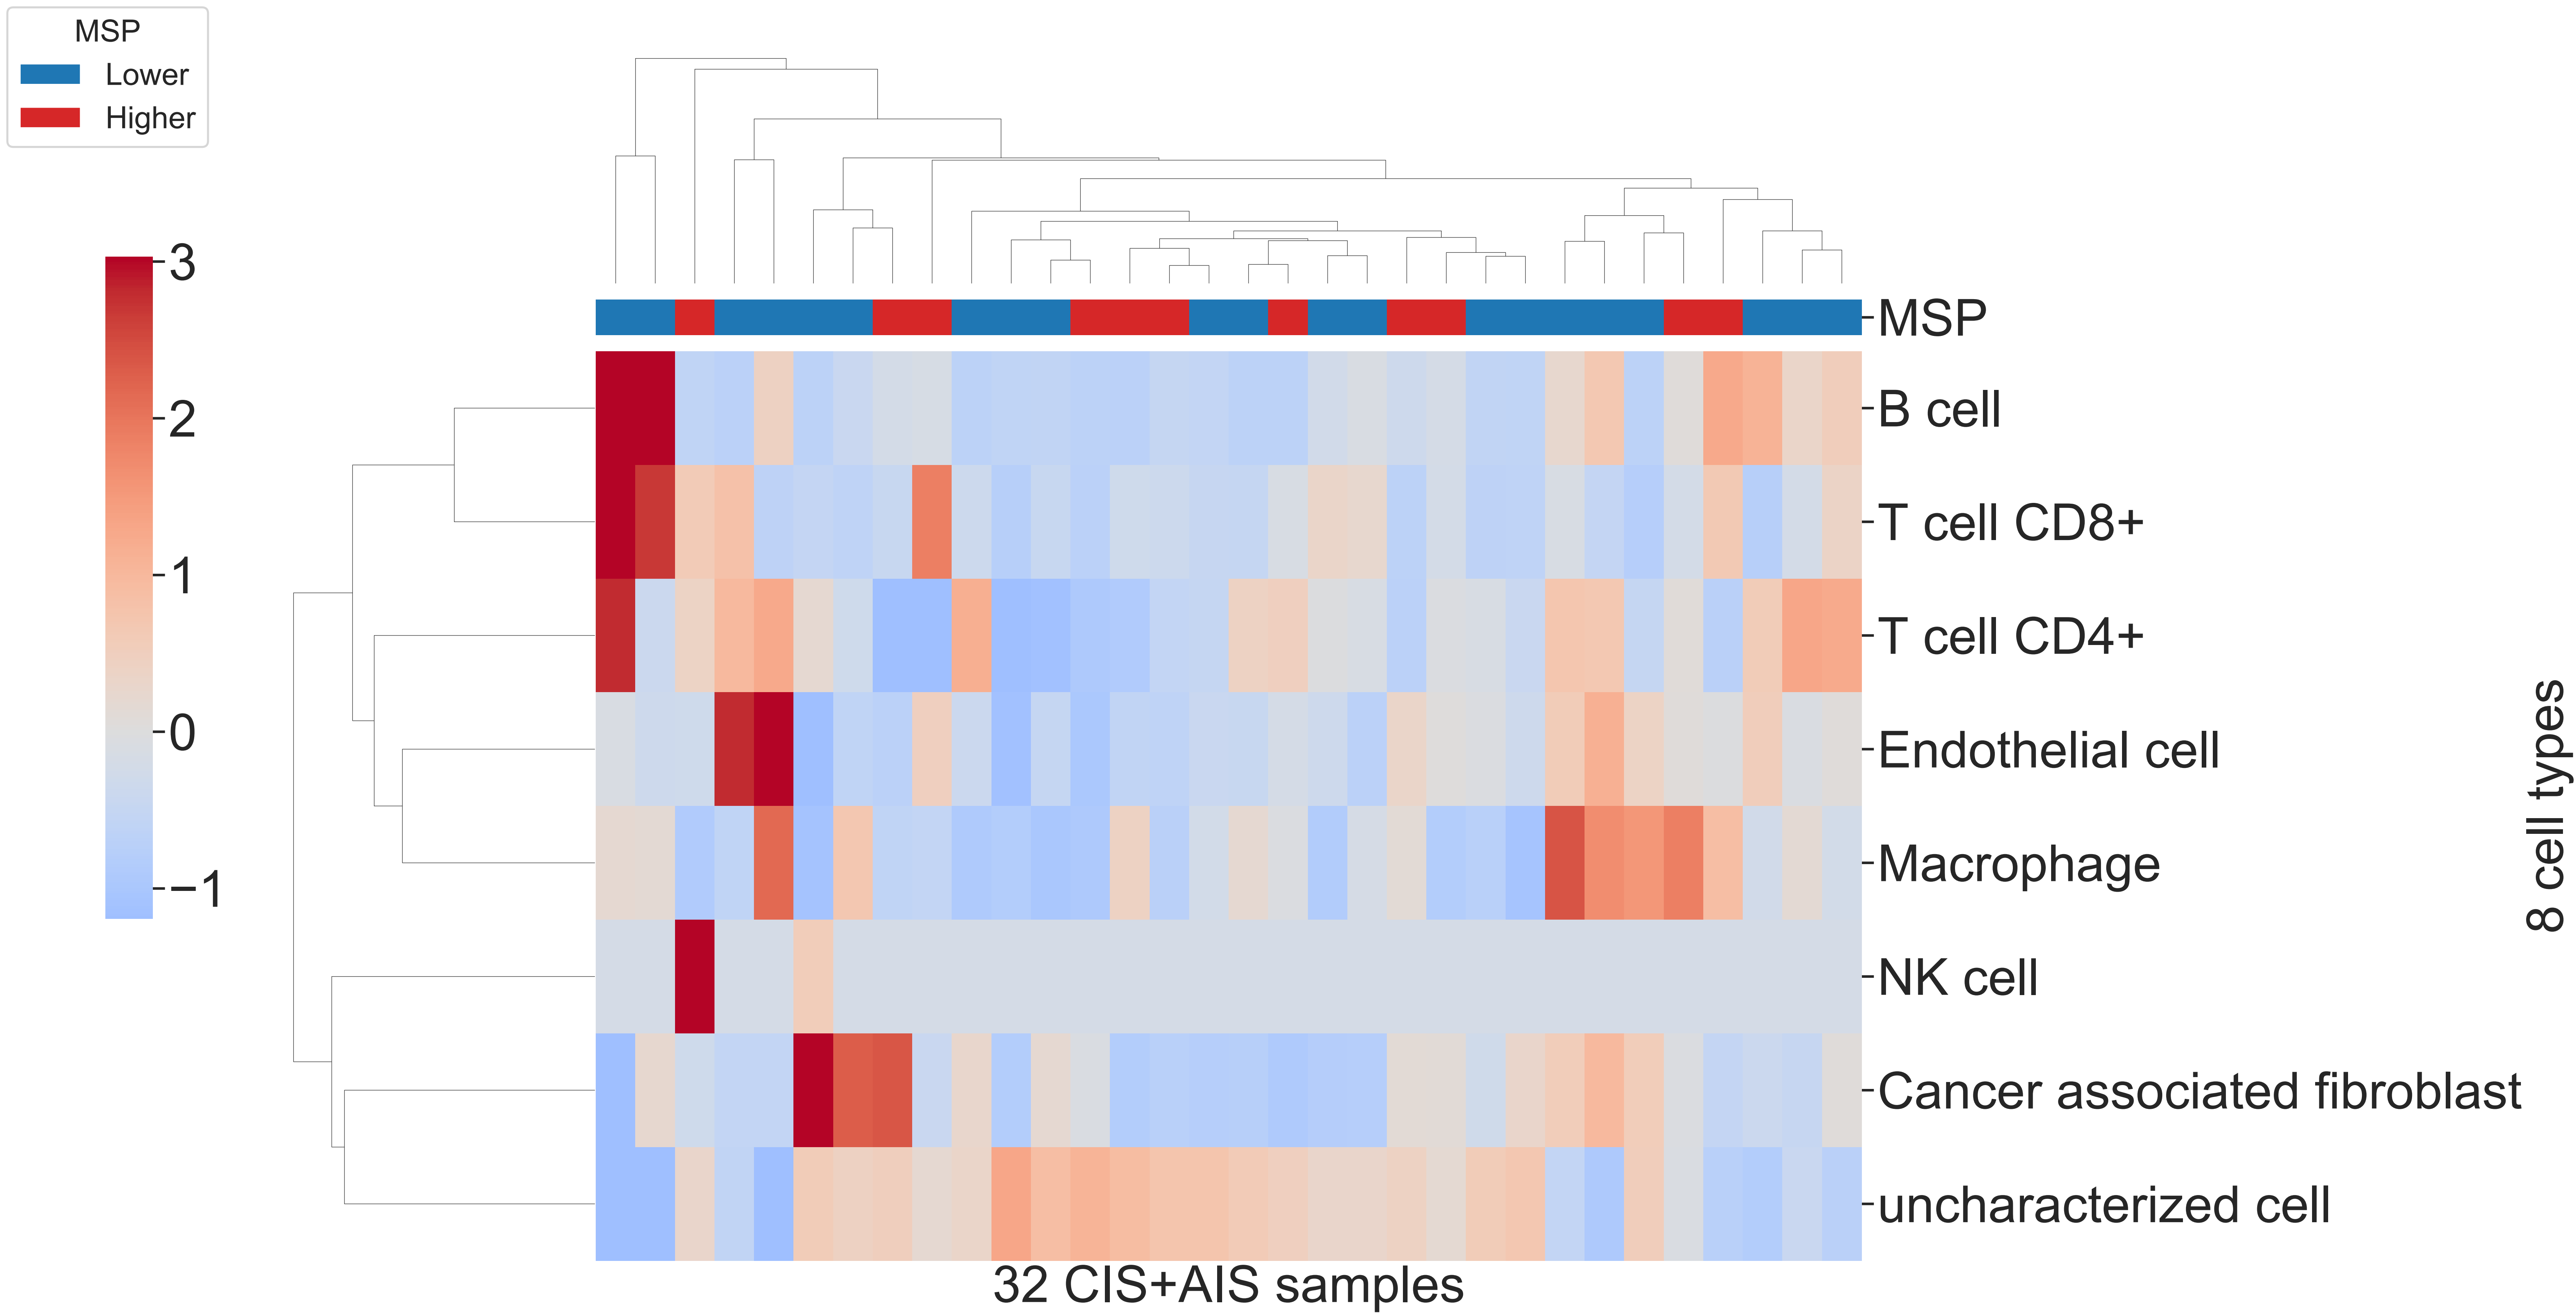 MSP
Lower
Higher
3
2
1
0
−1
MSP
B cell
T cell CD8+
T cell CD4+
Endothelial cell
Macrophage
NK cell
Cancer associated fibroblast
uncharacterized cell
8 cell types
32 CIS+AIS samples